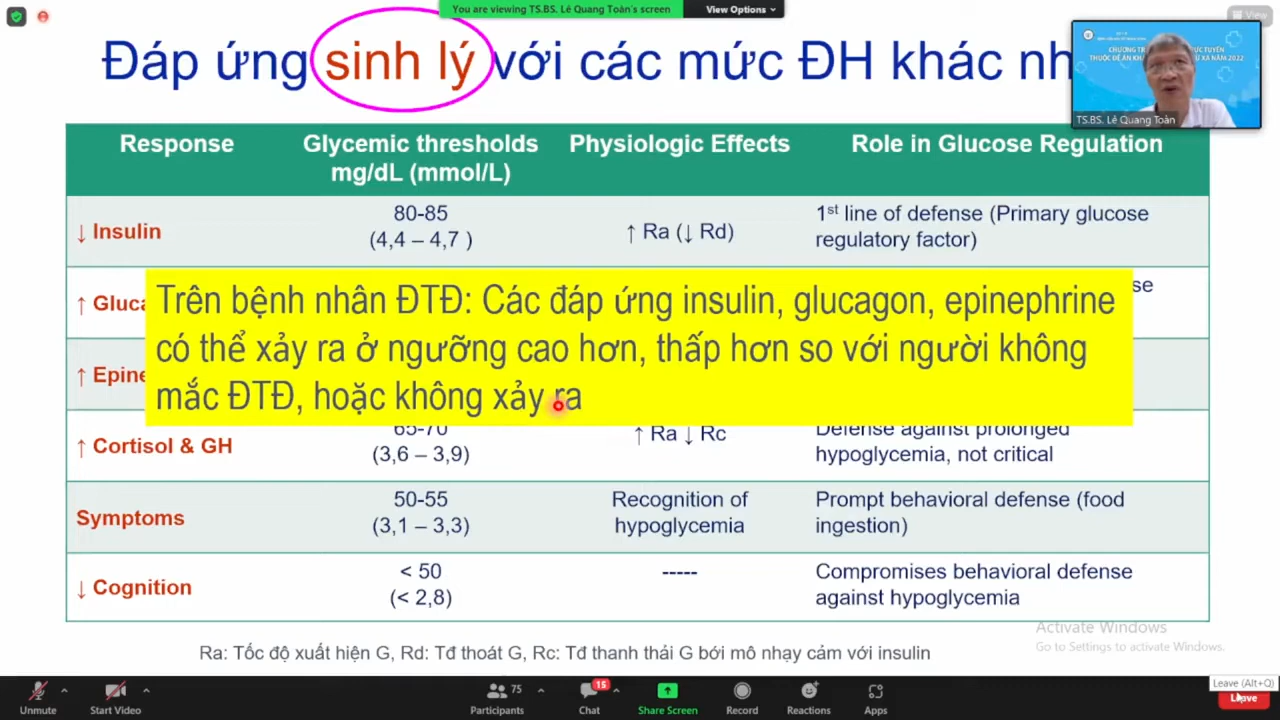 You are viewing TS.BS. Lê Quang Toàn's screen
View Options
View
Đáp ứng sinh lý với các mức ĐH khác nh
TS.BS. Lê Quang Toàn
Response
Glycemic thresholds
mg/dL (mmol/L)
Physiologic Effects
Role in Glucose Regulation
↓ Insulin
80-85
(4,4 – 4,7 )
↑ Ra (↓ Rd)
1st line of defense (Primary glucose
regulatory factor)
↑ Gluca
se
Trên bệnh nhân ĐTĐ: Các đáp ứng insulin, glucagon, epinephrine
có thể xảy ra ở ngưỡng cao hơn, thấp hơn so với người không
mắc ĐTĐ, hoặc không xảy ra
↑ Epine
↑ Cortisol & GH
65-70
(3,6 – 3,9)
↑ Ra ↓ Rc
Defense against prolonged
hypoglycemia, not critical
Symptoms
50-55
(3,1 – 3,3)
Recognition of
hypoglycemia
Prompt behavioral defense (food
ingestion)
↓ Cognition
< 50
(< 2,8)
-----
Compromises behavioral defense
against hypoglycemia
Activate Windows
Go to Settings to activate Windows.
Ra: Tốc độ xuất hiện G, Rd: Tđ thoát G, Rc: Tđ thanh thải G bới mô nhạy cảm với insulin
Leave (Alt+Q)
Unmute
Start Video
Participants
75
Chat
15
Share Screen
Record
Reactions
Apps
Leave